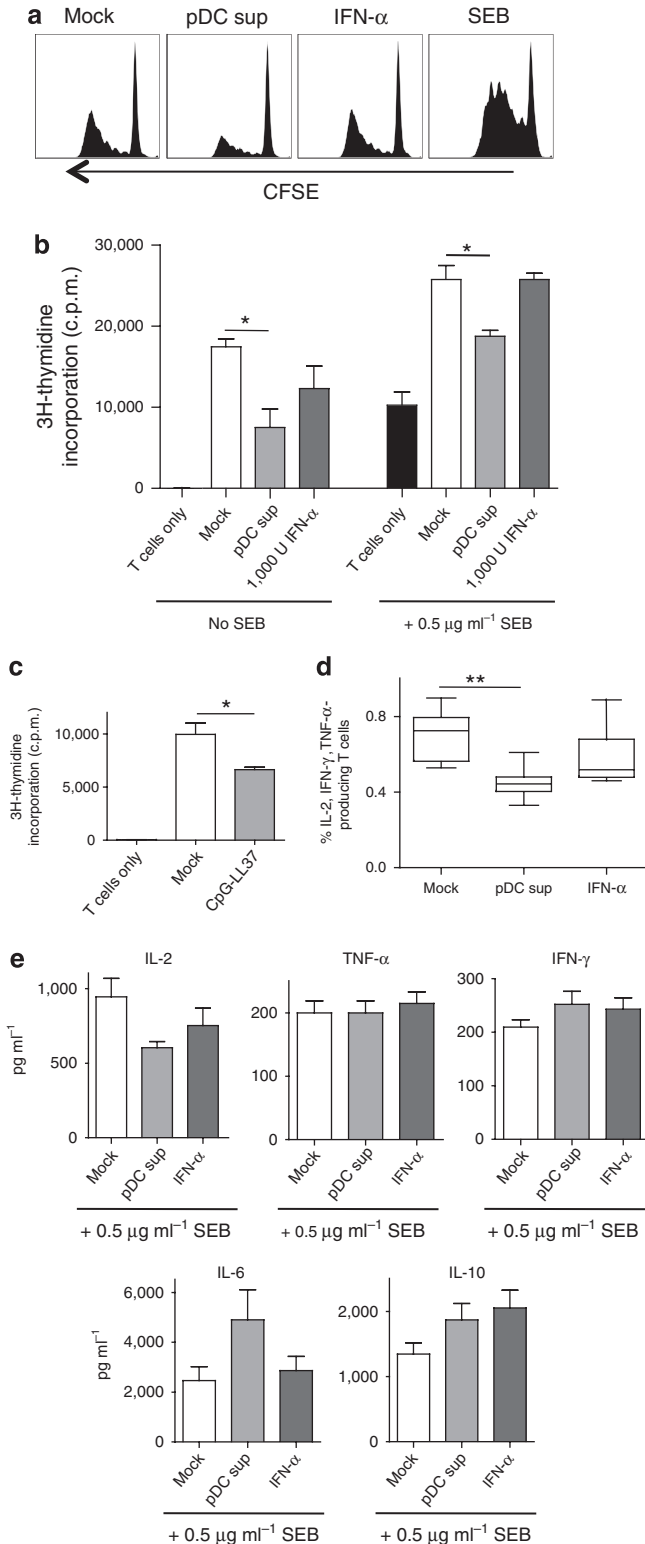 a
Mock pDC sup IFN-α SEB
CFSE
b
3H-thymidine
incorporation (c.p.m.)
30,000
20,000
10,000
0
*
*
T cells only
Mock
pDC sup
1,000 U IFN-α
T cells only
Mock
pDC sup
1,000 U IFN-α
No SEB
+ 0.5 μg ml⁻¹ SEB
c
3H-thymidine
incorporation (c.p.m.)
10,000
5,000
0
*
T cells only
Mock
CpG-LL37
d
% IL-2, IFN-γ, TNF-α-
producing T cells
0.8
0.4
0.0
**
Mock pDC sup IFN-α
e
IL-2
pg ml⁻¹
1,000
500
0
Mock
pDC sup
IFN-α
+ 0.5 μg ml⁻¹ SEB
TNF-α
200
100
0
Mock
pDC sup
IFN-α
+ 0.5 μg ml⁻¹ SEB
IFN-γ
300
200
100
0
Mock
pDC sup
IFN-α
+ 0.5 μg ml⁻¹ SEB
IL-6
pg ml⁻¹
6,000
4,000
2,000
0
Mock
pDC sup
IFN-α
+ 0.5 μg ml⁻¹ SEB
IL-10
2,000
1,000
0
Mock
pDC sup
IFN-α
+ 0.5 μg ml⁻¹ SEB